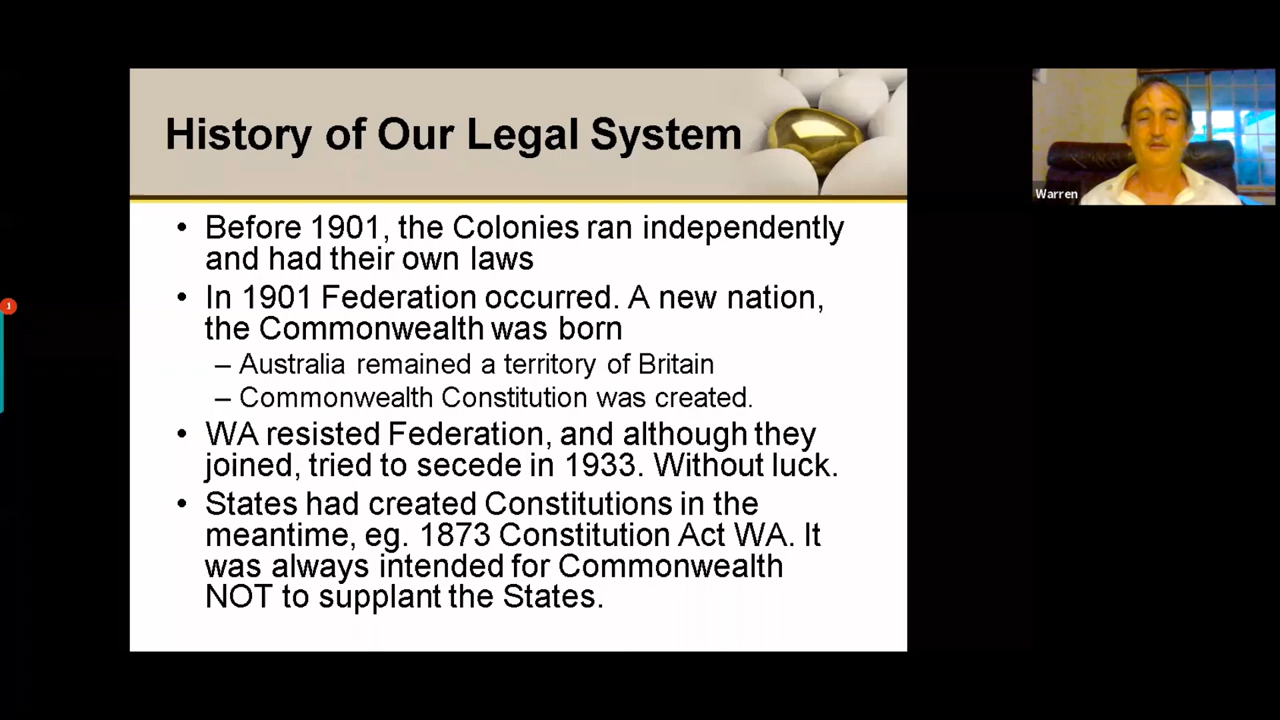 History of Our Legal System
• Before 1901, the Colonies ran independently
and had their own laws
• In 1901 Federation occurred. A new nation,
the Commonwealth was born
– Australia remained a territory of Britain
– Commonwealth Constitution was created.
• WA resisted Federation, and although they
joined, tried to secede in 1933. Without luck.
• States had created Constitutions in the
meantime, eg. 1873 Constitution Act WA. It
was always intended for Commonwealth
NOT to supplant the States.
Warren
1